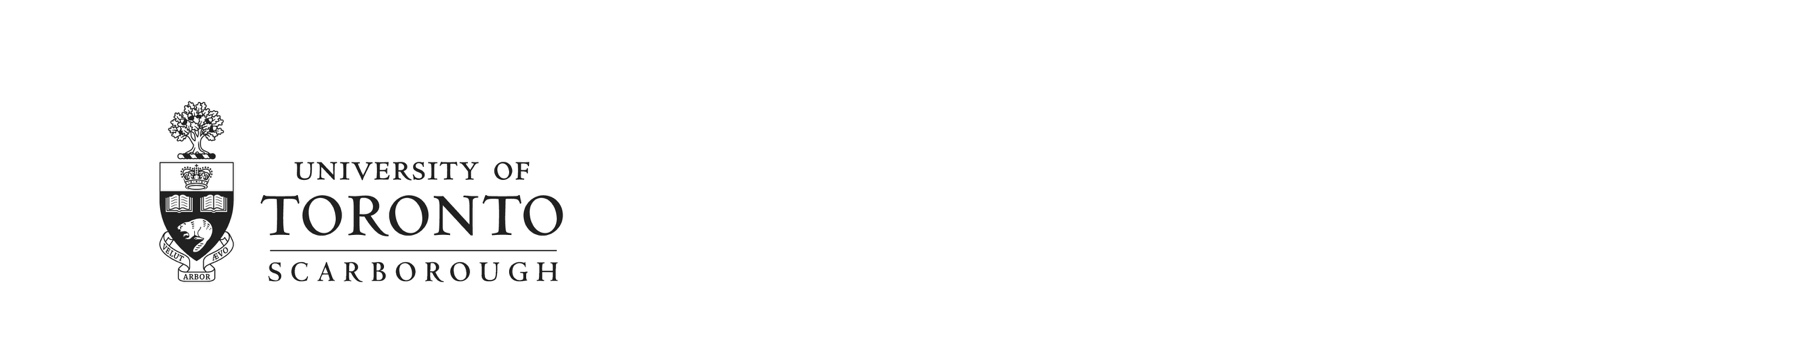 UNIVERSITY OF
TORONTO
SCARBOROUGH
VELUT ARBOR ÆVO